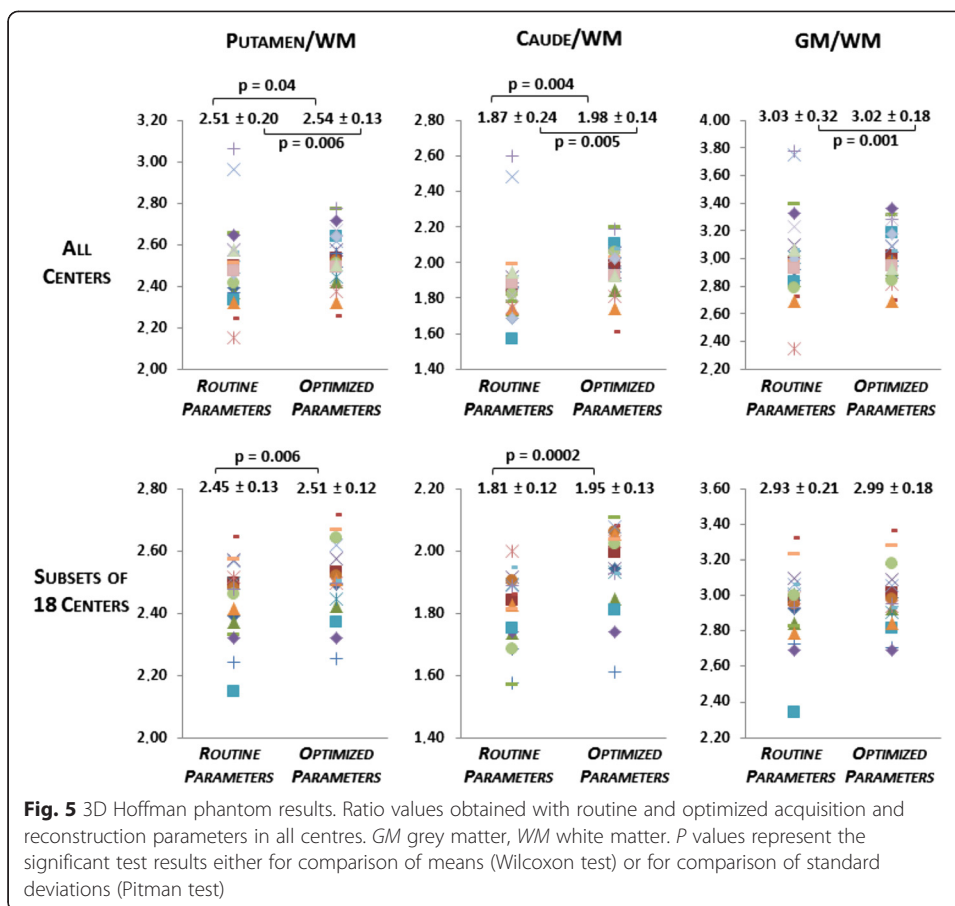 PUTAMEN/WM CAUDE/WM GM/WM
p = 0.04 p = 0.004
2.51 ± 0.20 2.54 ± 0.13 1.87 ± 0.24 1.98 ± 0.14 3.03 ± 0.32 3.02 ± 0.18
p = 0.006 p = 0.005 p = 0.001
ALL
CENTERS
3,20
3,00
2,80
2,60
2,40
2,20
2,00
2.80
2.60
2.40
2.20
2.00
1.80
1.60
1.40
4.00
3.80
3.60
3.40
3.20
3.00
2.80
2.60
2.40
2.20
ROUTINE OPTIMIZED ROUTINE OPTIMIZED ROUTINE OPTIMIZED
PARAMETERS PARAMETERS PARAMETERS PARAMETERS PARAMETERS PARAMETERS
p = 0.006 p = 0.0002
2.45 ± 0.13 2.51 ± 0.12 1.81 ± 0.12 1.95 ± 0.13 2.93 ± 0.21 2.99 ± 0.18
SUBSETS OF
18 CENTERS
2.80
2.60
2.40
2.20
2.00
2.20
2.00
1.80
1.60
1.40
3.60
3.40
3.20
3.00
2.80
2.60
2.40
2.20
ROUTINE OPTIMIZED ROUTINE OPTIMIZED ROUTINE OPTIMIZED
PARAMETERS PARAMETERS PARAMETERS PARAMETERS PARAMETERS PARAMETERS
Fig. 5 3D Hoffman phantom results. Ratio values obtained with routine and optimized acquisition and
reconstruction parameters in all centres. GM grey matter, WM white matter. P values represent the
significant test results either for comparison of means (Wilcoxon test) or for comparison of standard
deviations (Pitman test)